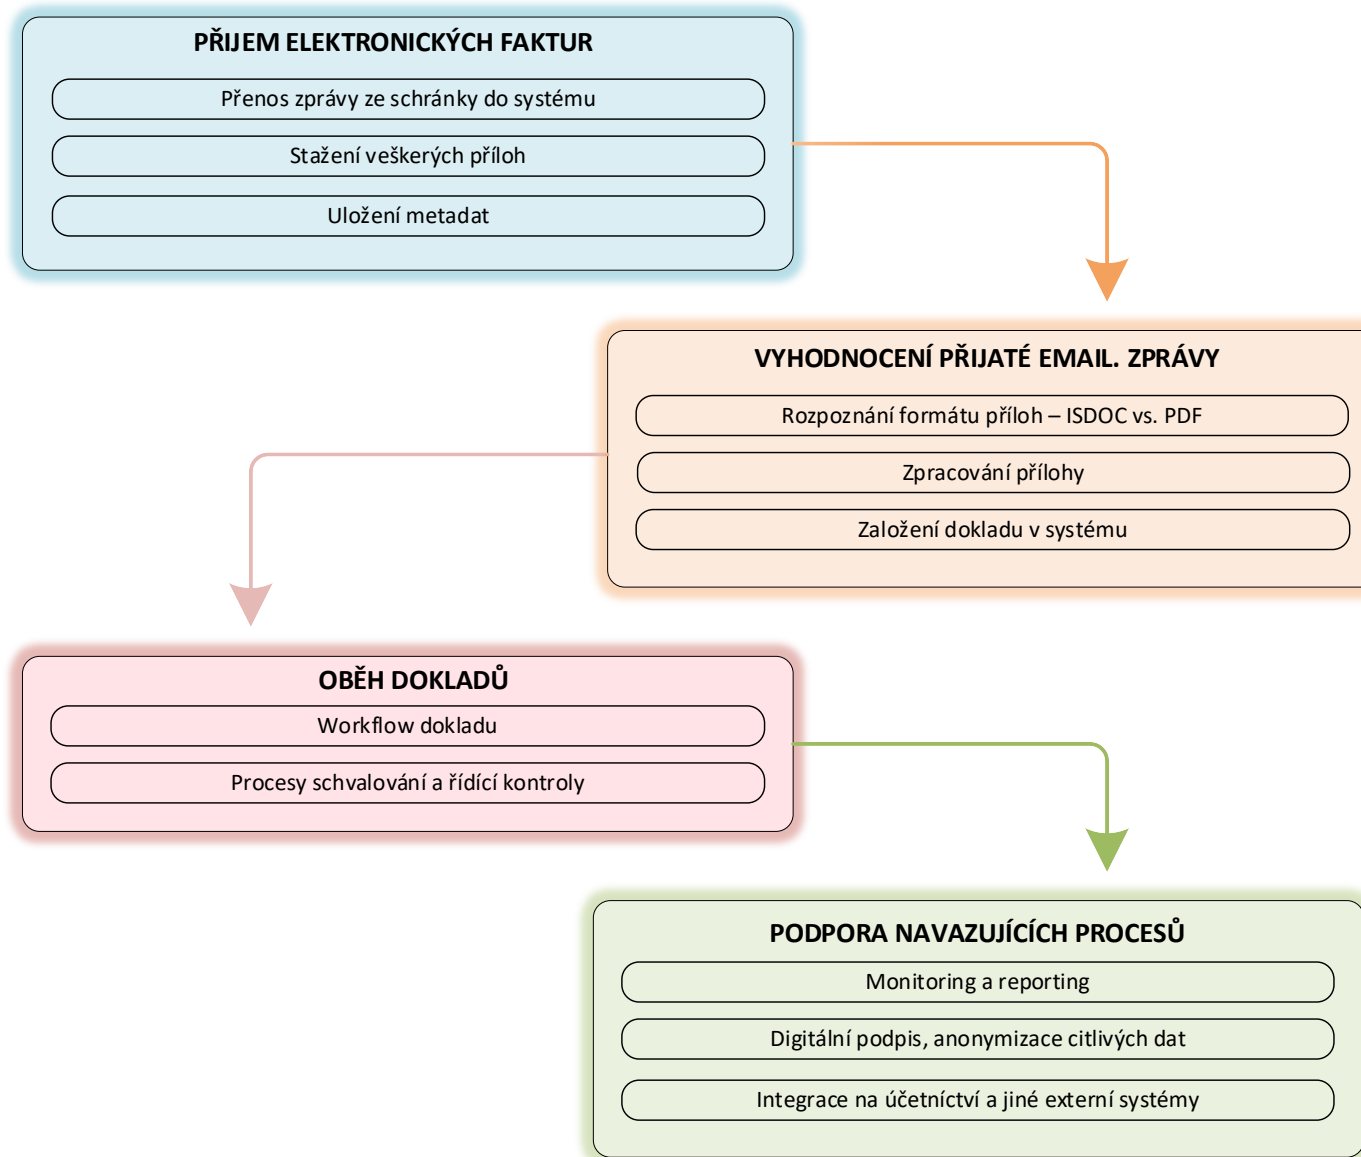 PŘIJEM ELEKTRONICKÝCH FAKTUR
Přenos zprávy ze schránky do systému
Stažení veškerých příloh
Uložení metadat
VYHODNOCENÍ PŘIJATÉ EMAIL. ZPRÁVY
Rozpoznání formátu příloh – ISDOC vs. PDF
Zpracování přílohy
Založení dokladu v systému
OBĚH DOKLADŮ
Workflow dokladu
Procesy schvalování a řídící kontroly
PODPORA NAVAZUJÍCÍCH PROCESŮ
Monitoring a reporting
Digitální podpis, anonymizace citlivých dat
Integrace na účetnictví a jiné externí systémy